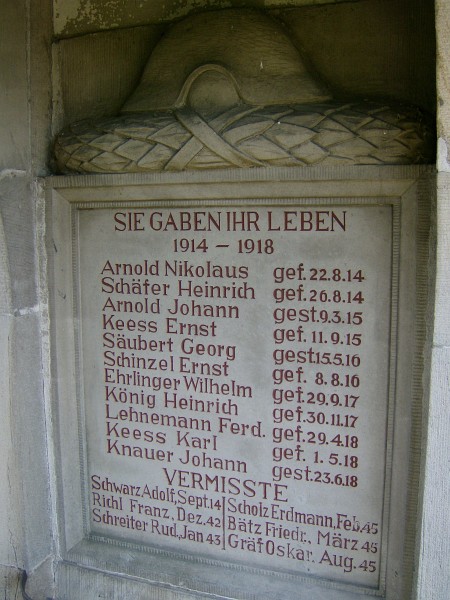 SIE GABEN IHR LEBEN
1914 – 1918
Arnold Nikolaus gef. 22.8.14
Schäfer Heinrich gef. 26.8.14
Arnold Johann gest. 9.3.15
Keess Ernst gef. 11.9.15
Säubert Georg gest. 15.5.16
Schinzel Ernst gef. 8.8.16
Ehrlinger Wilhelm gef. 29.9.17
König Heinrich gef. 30.11.17
Lehnemann Ferd. gef. 29.4.18
Keess Karl gef. 1.5.18
Knauer Johann gest. 23.6.18
VERMISSTE
Schwarz, Adolf, Sept. 14 Scholz Erdmann, Feb. 45
Richl Franz, Dez. 42 Bätz Friedr., März 45
Schreiter Rud., Jan 43 Gräf Oskar, Aug. 45